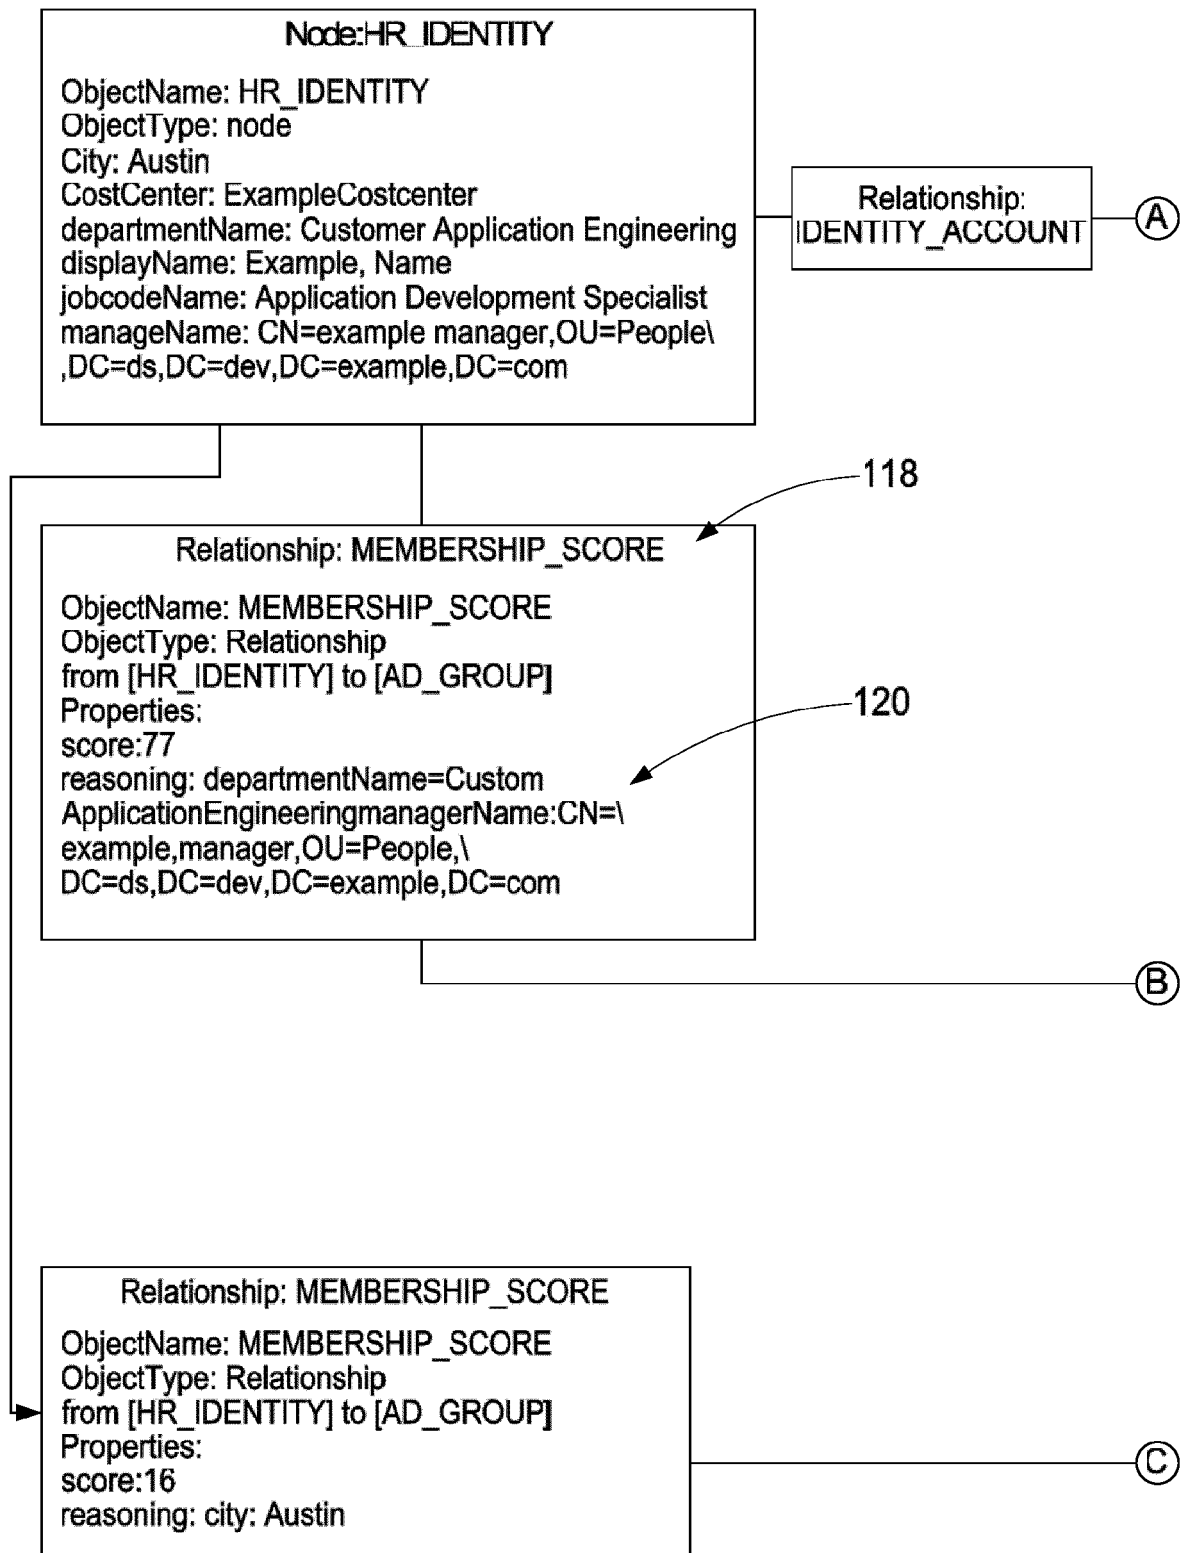 Node:HR_IDENTITY
ObjectName: HR_IDENTITY
ObjectType: node
City: Austin
CostCenter: ExampleCostcenter
departmentName: Customer Application Engineering
displayName: Example, Name
jobcodeName: Application Development Specialist
manageName: CN=example manager,OU=People\
,DC=ds,DC=dev,DC=example,DC=com
Relationship:
IDENTITY_ACCOUNT
A
118
Relationship: MEMBERSHIP_SCORE
ObjectName: MEMBERSHIP_SCORE
ObjectType: Relationship
from [HR_IDENTITY] to [AD_GROUP]
Properties:
score:77
reasoning: departmentName=Custom
ApplicationEngineeringmanagerName:CN=\
example,manager,OU=People,\
DC=ds,DC=dev,DC=example,DC=com
120
B
Relationship: MEMBERSHIP_SCORE
ObjectName: MEMBERSHIP_SCORE
ObjectType: Relationship
from [HR_IDENTITY] to [AD_GROUP]
Properties:
score:16
reasoning: city: Austin
C